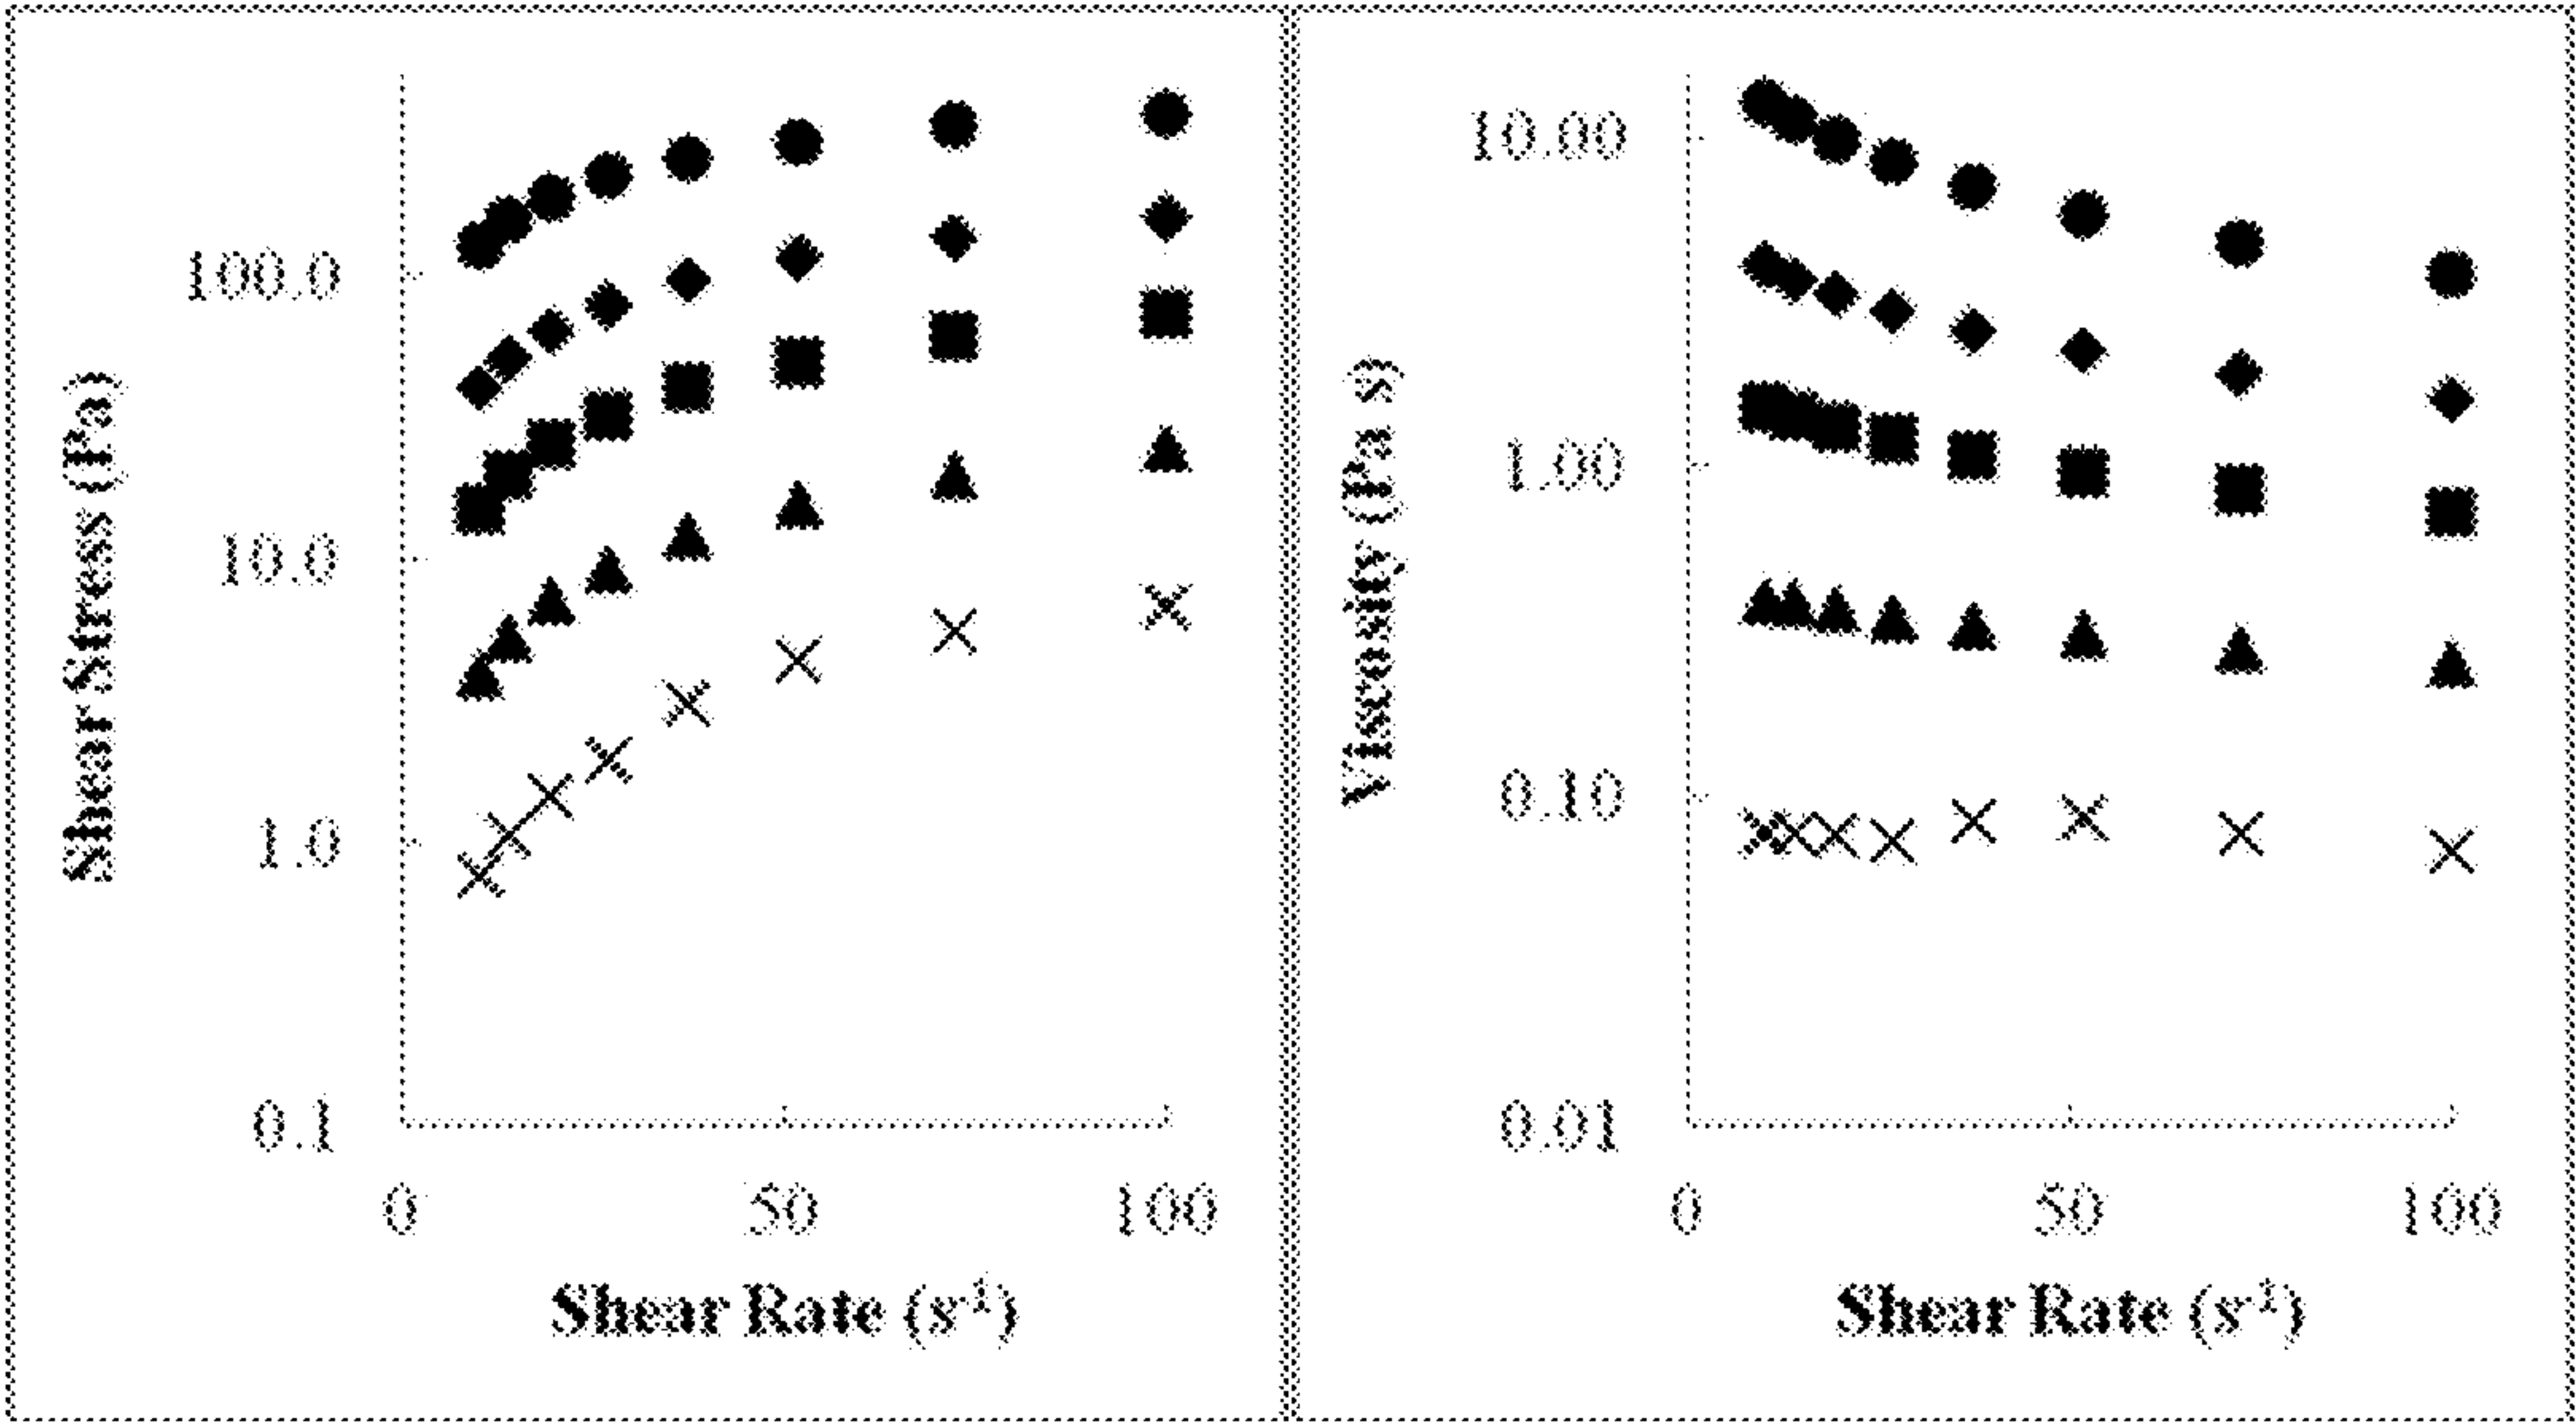 Shear Stress (Pa)
100.0
10.0
1.0
0.1
0 50 100
Shear Rate (s⁻¹)
Viscosity (Pa s)
10.00
1.00
0.10
0.01
0 50 100
Shear Rate (s⁻¹)